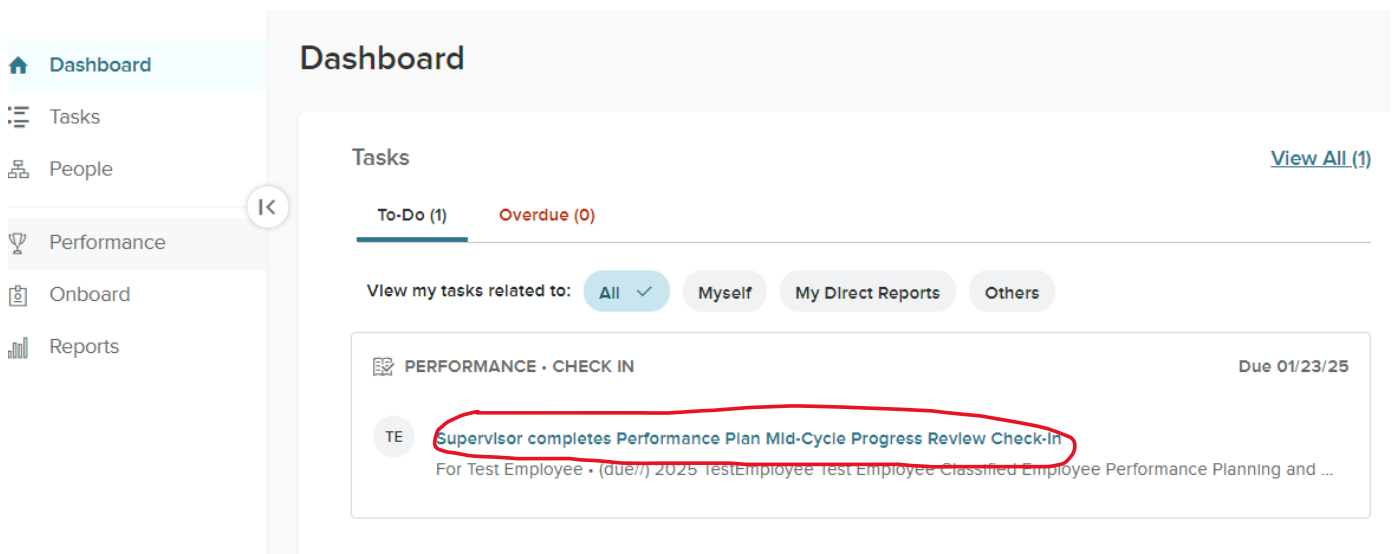 Dashboard
Tasks
People
Performance
Onboard
Reports
Dashboard
Tasks
View All (1)
To-Do (1)
Overdue (0)
View my tasks related to:
All
Myself
My Direct Reports
Others
PERFORMANCE • CHECK IN
Due 01/23/25
TE
Supervisor completes Performance Plan Mid-Cycle Progress Review Check-In
For Test Employee • (due//) 2025 TestEmployee Test Employee Classified Employee Performance Planning and ...